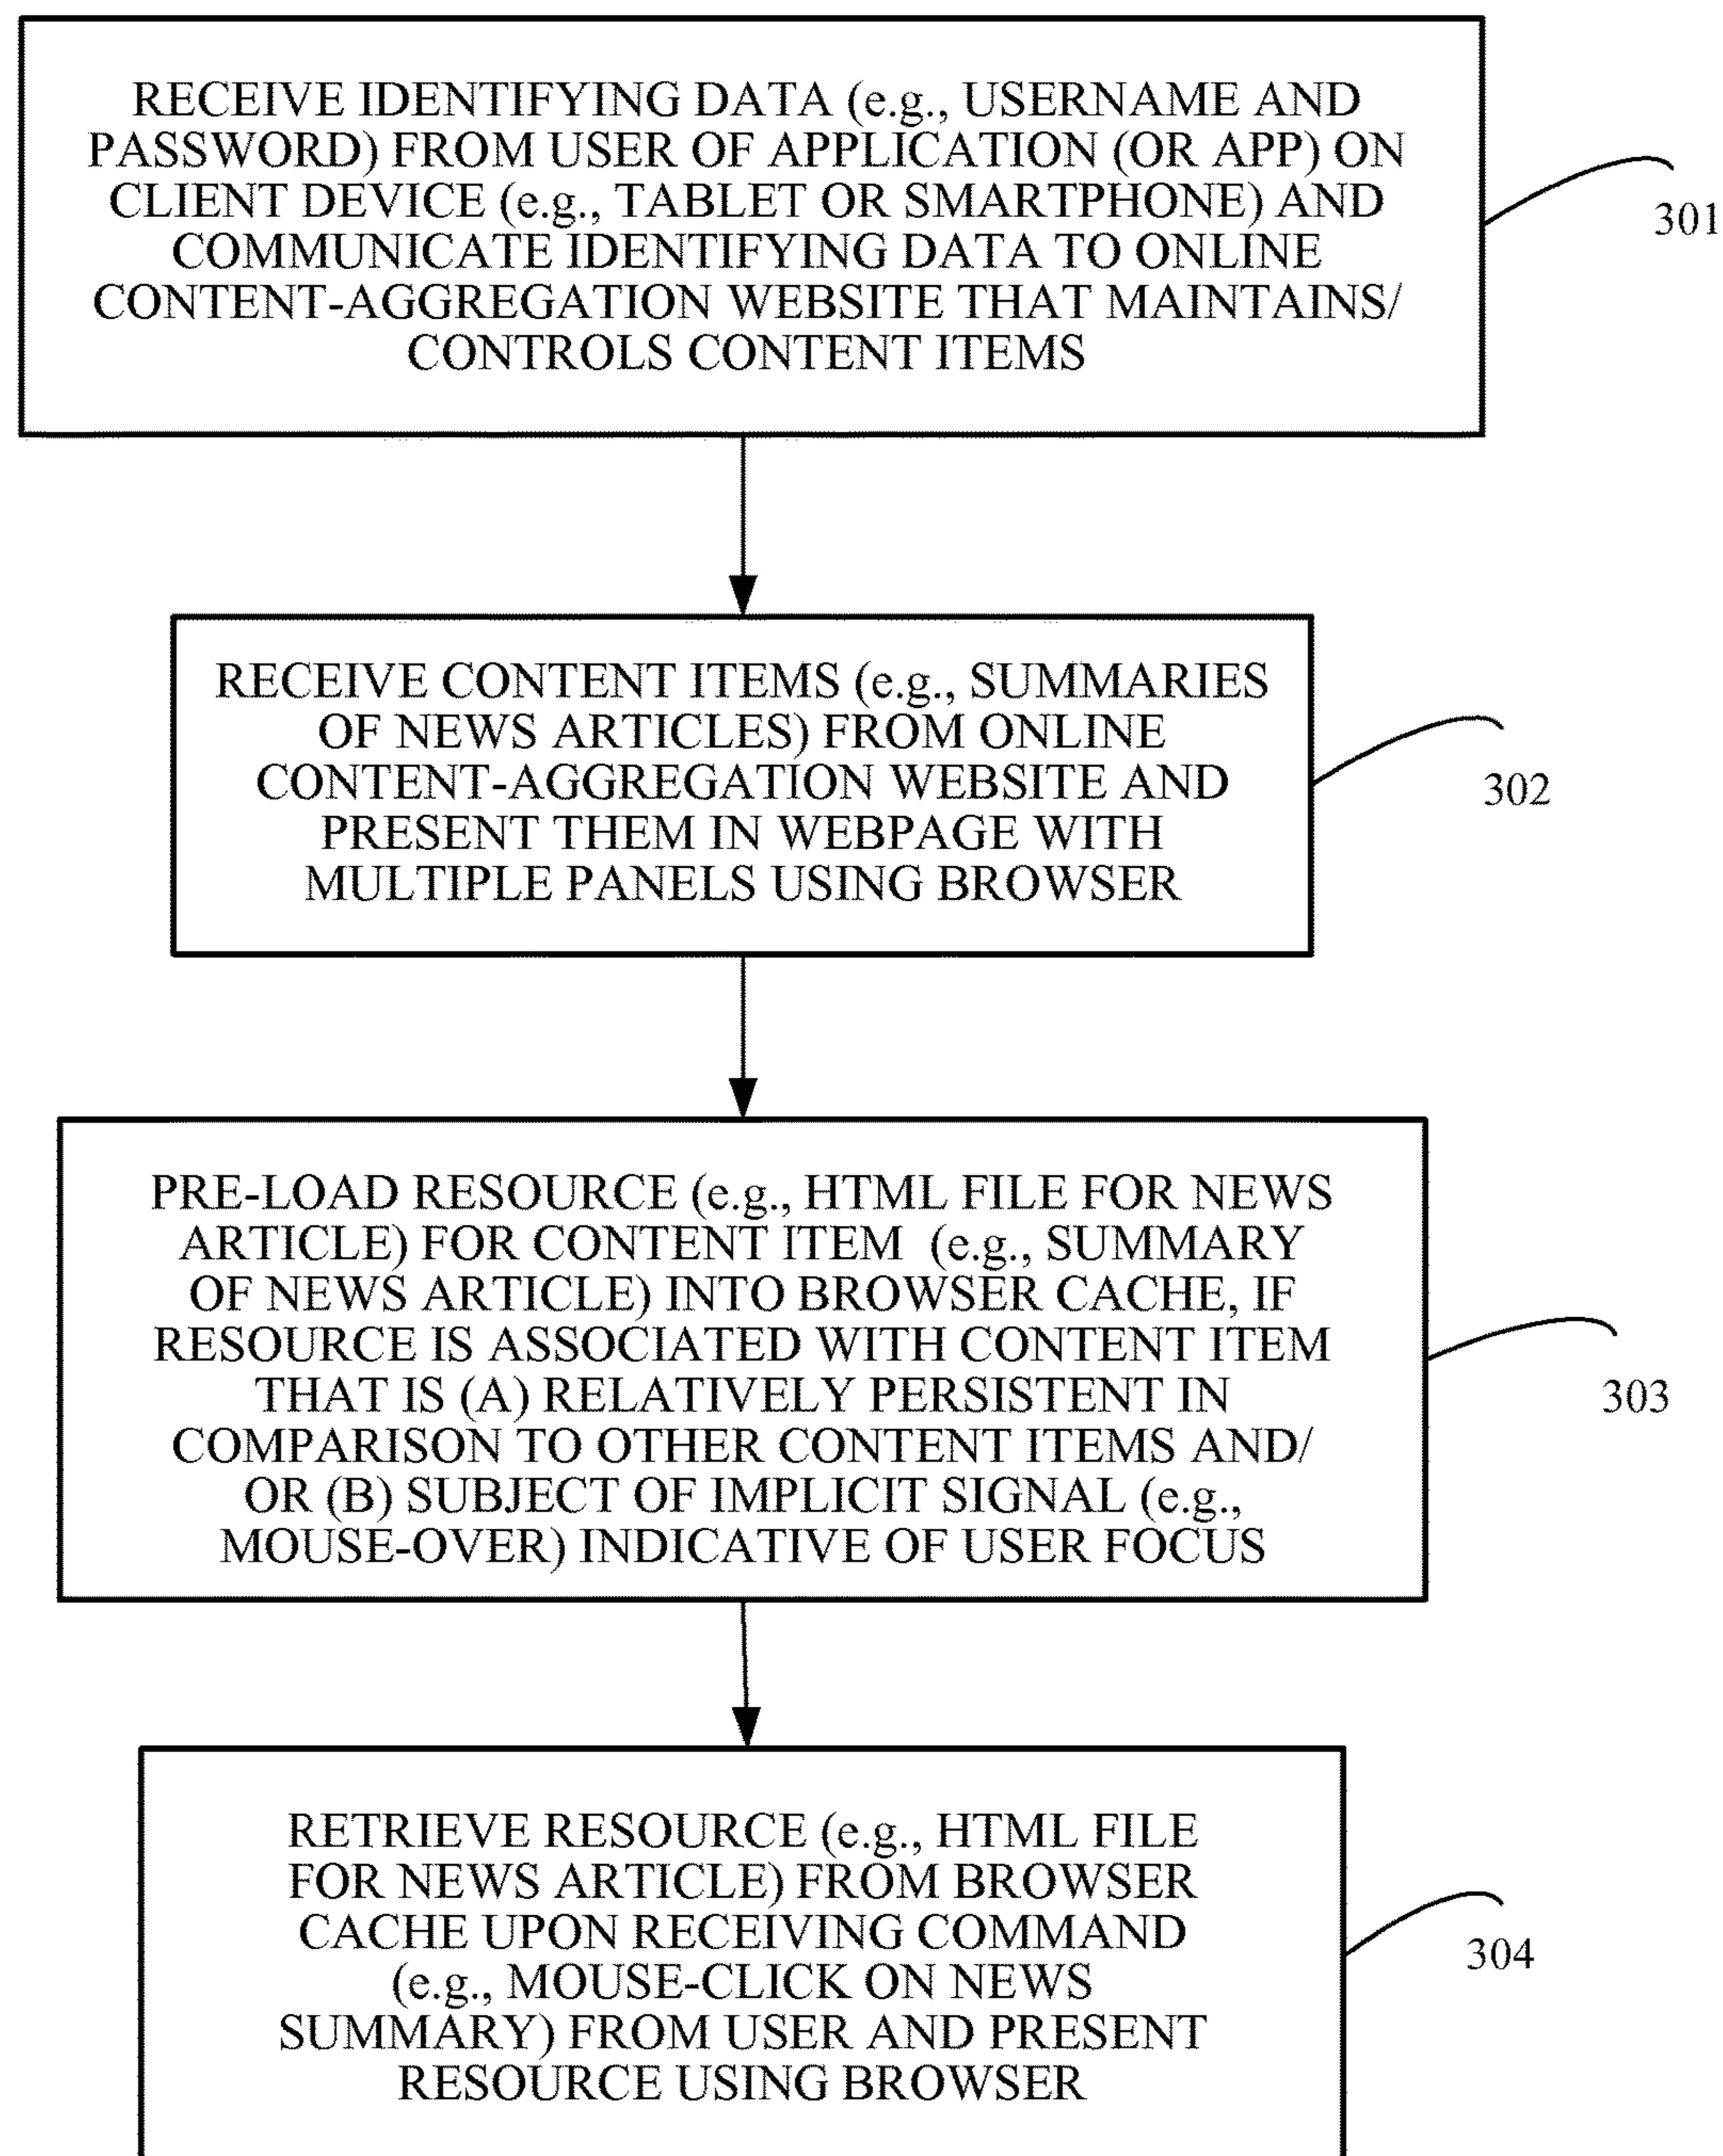 RECEIVE IDENTIFYING DATA (e.g., USERNAME AND
PASSWORD) FROM USER OF APPLICATION (OR APP) ON
CLIENT DEVICE (e.g., TABLET OR SMARTPHONE) AND
COMMUNICATE IDENTIFYING DATA TO ONLINE
CONTENT-AGGREGATION WEBSITE THAT MAINTAINS/
CONTROLS CONTENT ITEMS
301
RECEIVE CONTENT ITEMS (e.g., SUMMARIES
OF NEWS ARTICLES) FROM ONLINE
CONTENT-AGGREGATION WEBSITE AND
PRESENT THEM IN WEBPAGE WITH
MULTIPLE PANELS USING BROWSER
302
PRE-LOAD RESOURCE (e.g., HTML FILE FOR NEWS
ARTICLE) FOR CONTENT ITEM (e.g., SUMMARY
OF NEWS ARTICLE) INTO BROWSER CACHE, IF
RESOURCE IS ASSOCIATED WITH CONTENT ITEM
THAT IS (A) RELATIVELY PERSISTENT IN
COMPARISON TO OTHER CONTENT ITEMS AND/
OR (B) SUBJECT OF IMPLICIT SIGNAL (e.g.,
MOUSE-OVER) INDICATIVE OF USER FOCUS
303
RETRIEVE RESOURCE (e.g., HTML FILE
FOR NEWS ARTICLE) FROM BROWSER
CACHE UPON RECEIVING COMMAND
(e.g., MOUSE-CLICK ON NEWS
SUMMARY) FROM USER AND PRESENT
RESOURCE USING BROWSER
304